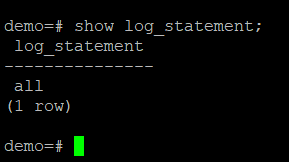 demo=# show log_statement;
 log_statement
---------------
 all
(1 row)
demo=#